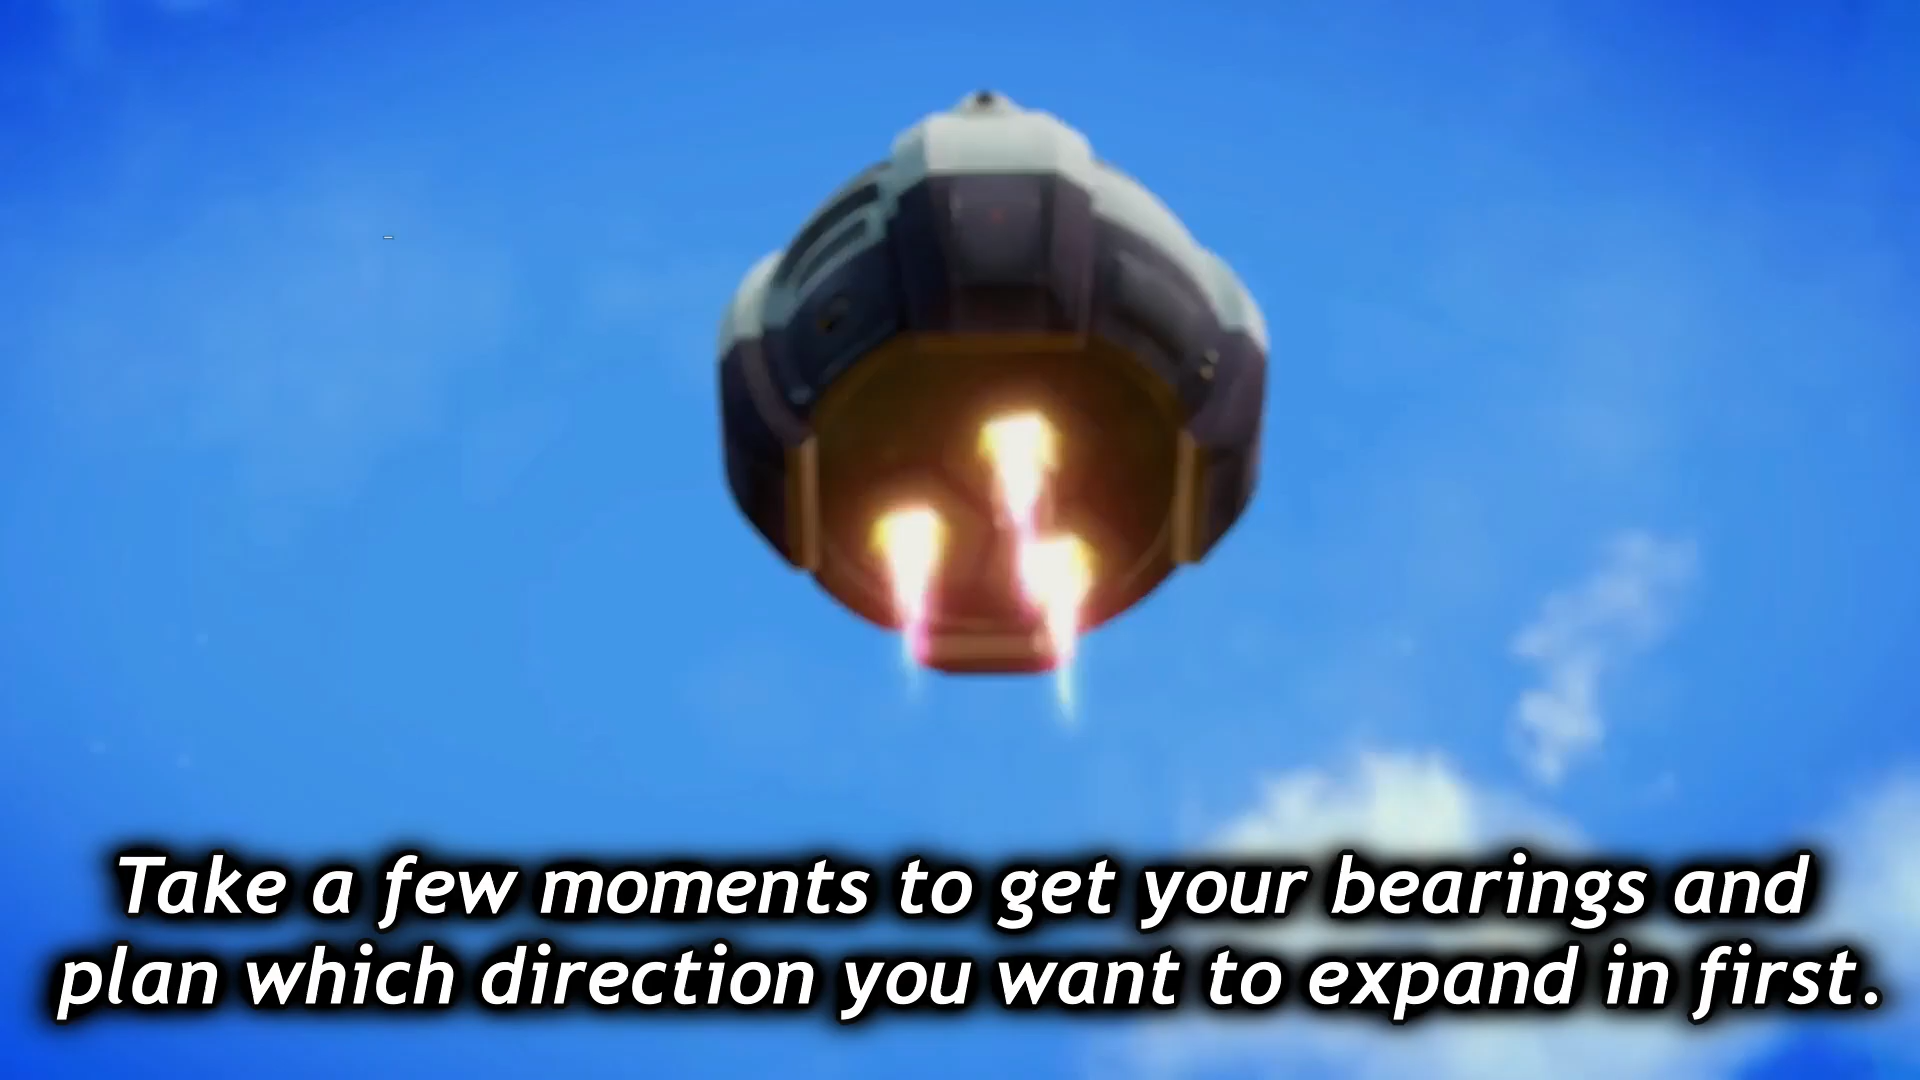 Take a few moments to get your bearings and
plan which direction you want to expand in first.